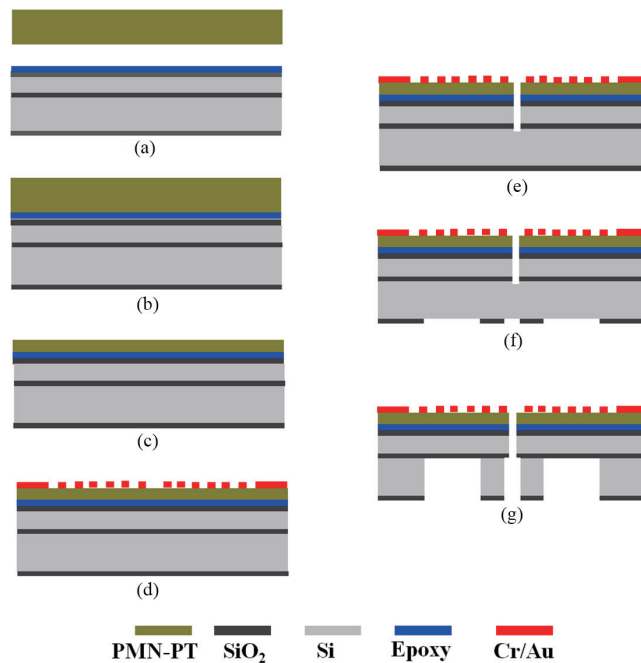 (a)
(b)
(c)
(d)
(e)
(f)
(g)
PMN-PT SiO₂ Si Epoxy Cr/Au